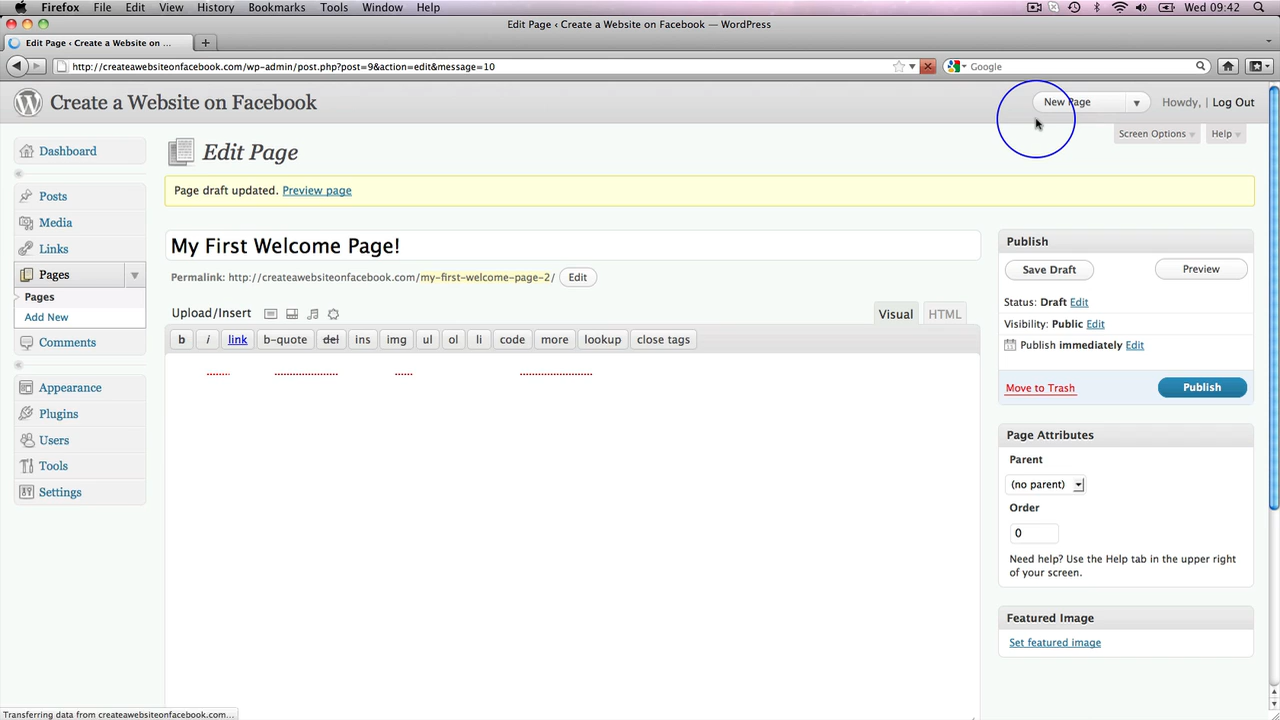 Firefox File Edit View History Bookmarks Tools Window Help Wed 09:42
Edit Page ‹ Create a Website on Facebook — WordPress
Edit Page ‹ Create a Website on ... +
http://createawebsiteonfacebook.com/wp-admin/post.php?post=9&action=edit&message=10 Google
Create a Website on Facebook New Page Howdy, | Log Out
Screen Options Help
Dashboard
Posts
Media
Links
Pages
Pages
Add New
Comments
Appearance
Plugins
Users
Tools
Settings
Edit Page
Page draft updated. Preview page
My First Welcome Page!
Permalink: http://createawebsiteonfacebook.com/my-first-welcome-page-2/ Edit
Upload/Insert Visual HTML
b i link b-quote del ins img ul ol li code more lookup close tags
Publish
Save Draft Preview
Status: Draft Edit
Visibility: Public Edit
Publish immediately Edit
Move to Trash Publish
Page Attributes
Parent
(no parent)
Order
0
Need help? Use the Help tab in the upper right
of your screen.
Featured Image
Set featured image
Transferring data from createawebsiteonfacebook.com...